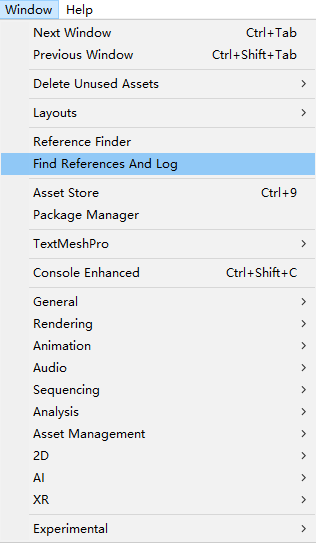 Window Help
Next Window Ctrl+Tab
Previous Window Ctrl+Shift+Tab
Delete Unused Assets
Layouts
Reference Finder
Find References And Log
Asset Store Ctrl+9
Package Manager
TextMeshPro
Console Enhanced Ctrl+Shift+C
General
Rendering
Animation
Audio
Sequencing
Analysis
Asset Management
2D
AI
XR
Experimental